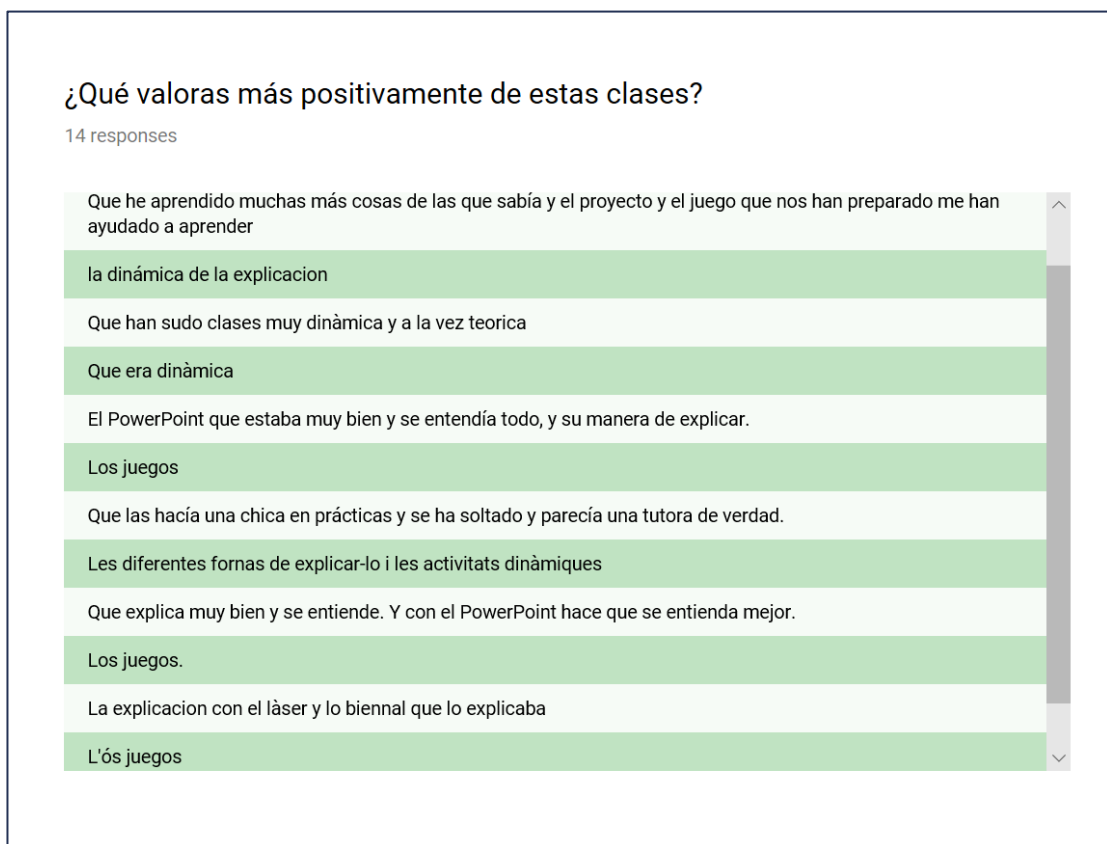 ¿Qué valoras más positivamente de estas clases?
14 responses
Que he aprendido muchas más cosas de las que sabía y el proyecto y el juego que nos han preparado me han
ayudado a aprender
la dinámica de la explicacion
Que han sudo clases muy dinàmica y a la vez teorica
Que era dinàmica
El PowerPoint que estaba muy bien y se entendía todo, y su manera de explicar.
Los juegos
Que las hacía una chica en prácticas y se ha soltado y parecía una tutora de verdad.
Les diferentes fornas de explicar-lo i les activitats dinàmiques
Que explica muy bien y se entiende. Y con el PowerPoint hace que se entienda mejor.
Los juegos.
La explicacion con el làser y lo biennal que lo explicaba
L'ós juegos